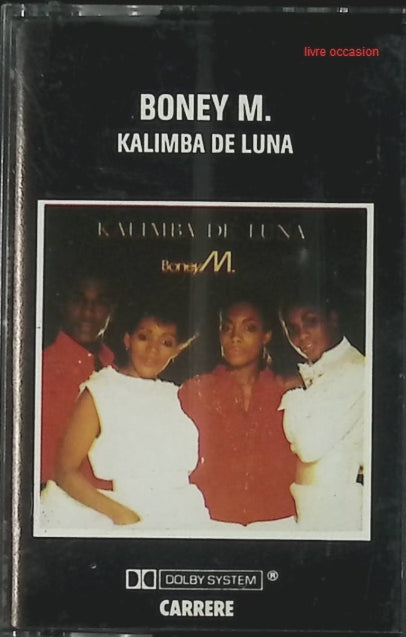 livre occasion
BONEY M.
KALIMBA DE LUNA
KALIMBA DE LUNA
Boney M.
DOLBY SYSTEM ®
CARRERE